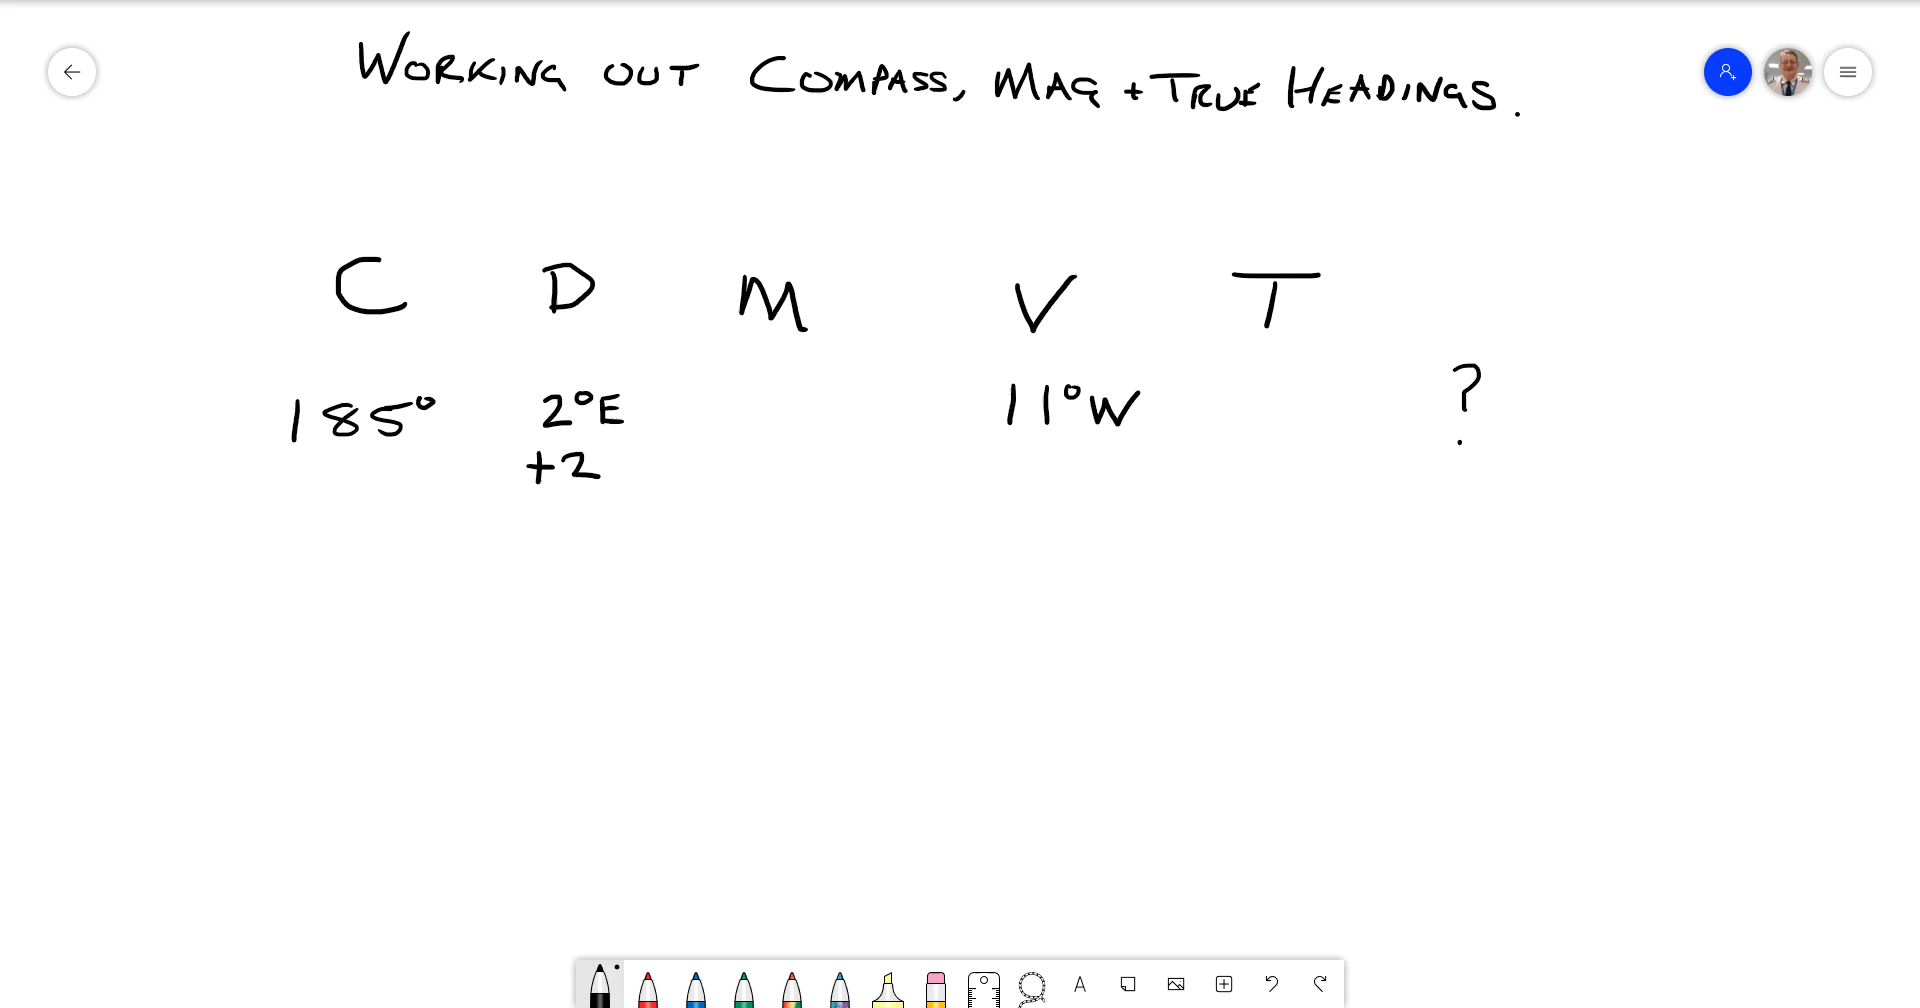 WORKING OUT COMPASS, MAG + TRUE HEADINGS.
C D M V T
185° 2°E 11°W ?
+2
A